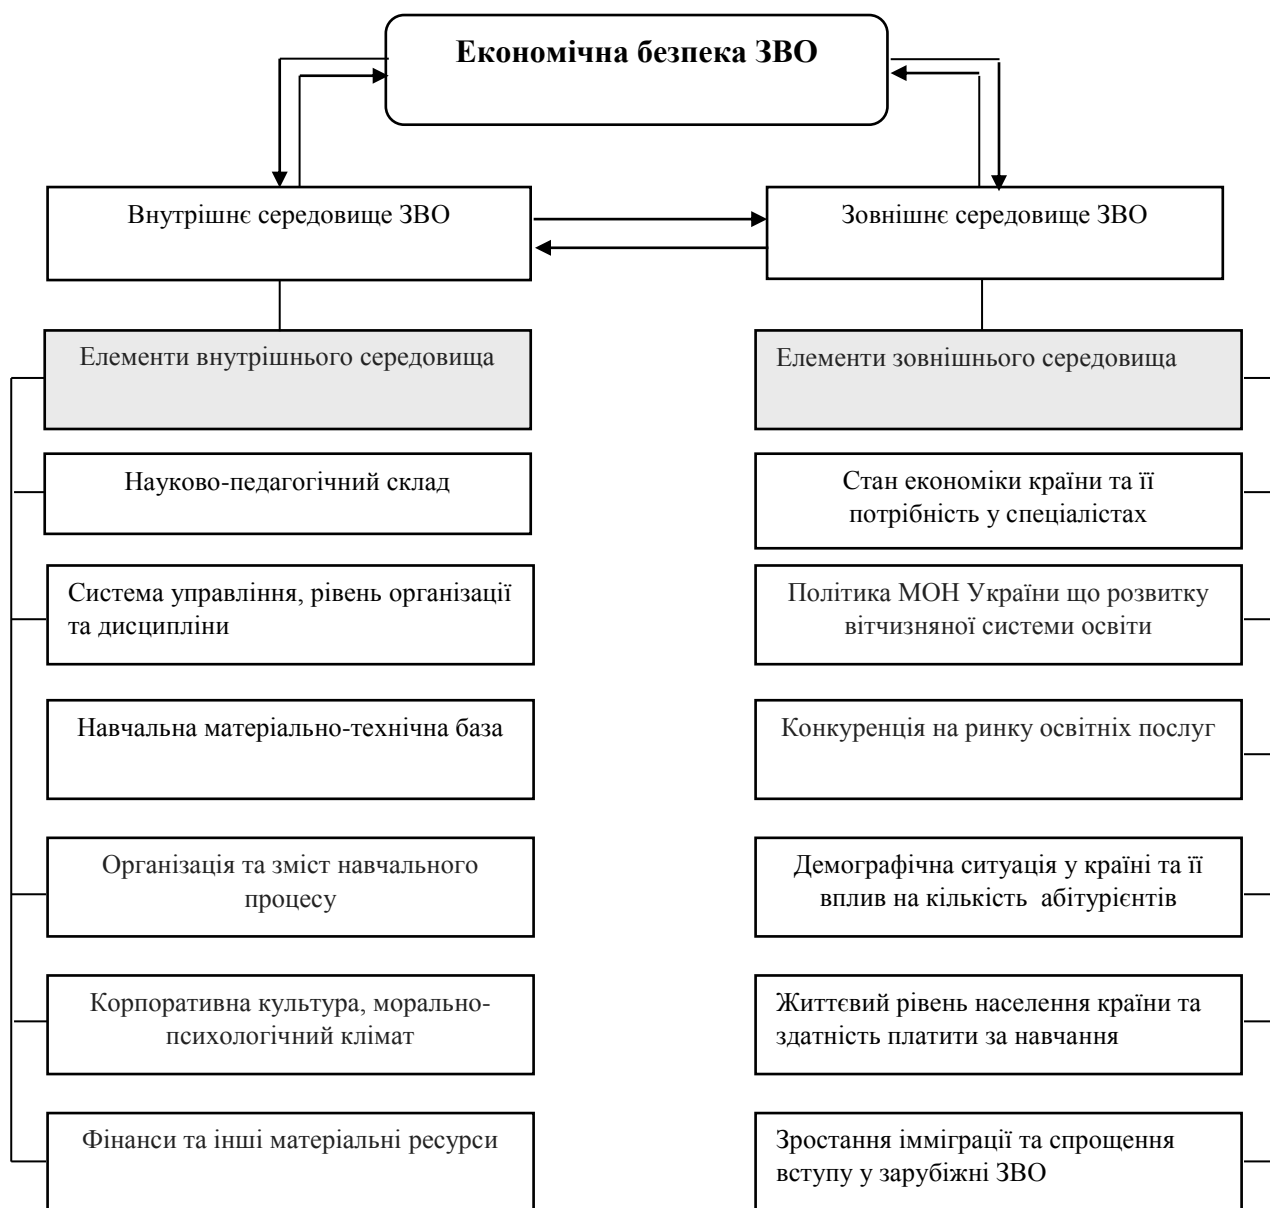 Економічна безпека ЗВО
Внутрішнє середовище ЗВО
Зовнішнє середовище ЗВО
Елементи внутрішнього середовища
Елементи зовнішнього середовища
Науково-педагогічний склад
Стан економіки країни та її
потрібність у спеціалістах
Система управління, рівень організації
та дисципліни
Політика МОН України що розвитку
вітчизняної системи освіти
Навчальна матеріально-технічна база
Конкуренція на ринку освітніх послуг
Організація та зміст навчального
процесу
Демографічна ситуація у країні та її
вплив на кількість абітурієнтів
Корпоративна культура, морально-
психологічний клімат
Життєвий рівень населення країни та
здатність платити за навчання
Фінанси та інші матеріальні ресурси
Зростання імміграції та спрощення
вступу у зарубіжні ЗВО